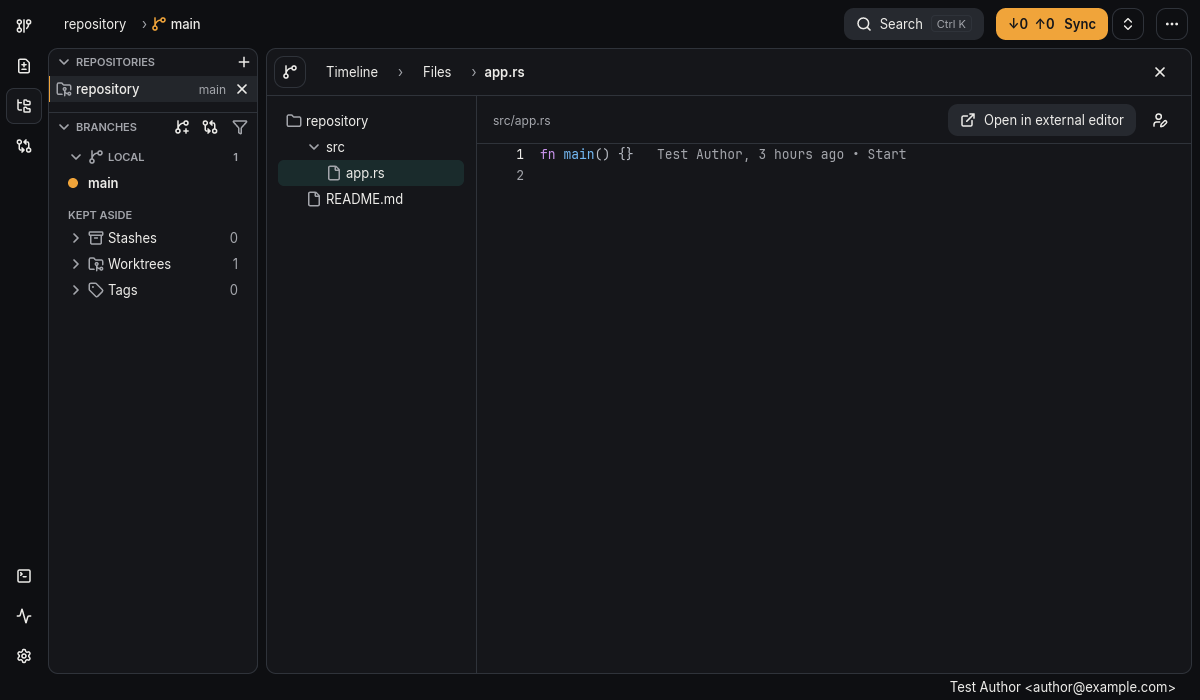 repository › main
Search Ctrl K
↓0 ↑0 Sync
REPOSITORIES
repository main
BRANCHES
LOCAL 1
main
KEPT ASIDE
Stashes 0
Worktrees 1
Tags 0
Timeline › Files › app.rs
repository
src
app.rs
README.md
src/app.rs
Open in external editor
1 fn main() {} Test Author, 3 hours ago • Start
2
Test Author <author@example.com>